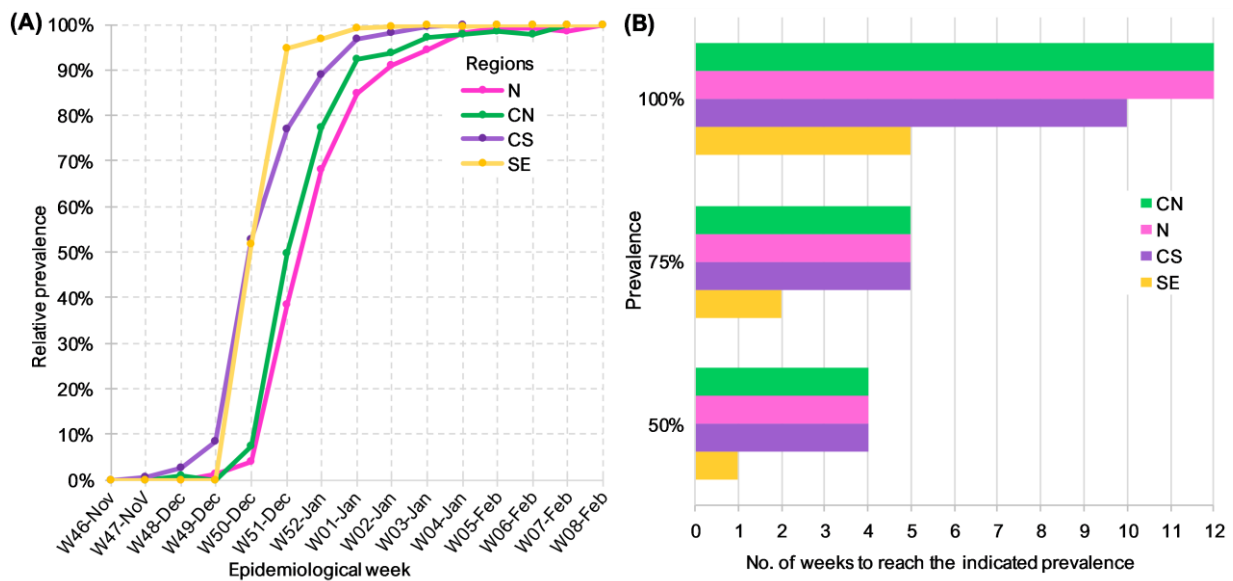 (A)
100%
90%
80%
70%
60%
50%
40%
30%
20%
10%
0%
Relative prevalence
Regions
N
CN
CS
SE
W46-Nov
W47-NoV
W48-Dec
W49-Dec
W50-Dec
W51-Dec
W52-Jan
W01-Jan
W02-Jan
W03-Jan
W04-Jan
W05-Feb
W06-Feb
W07-Feb
W08-Feb
Epidemiological week
(B)
100%
75%
50%
Prevalence
CN
N
CS
SE
0 1 2 3 4 5 6 7 8 9 10 11 12
No. of weeks to reach the indicated prevalence